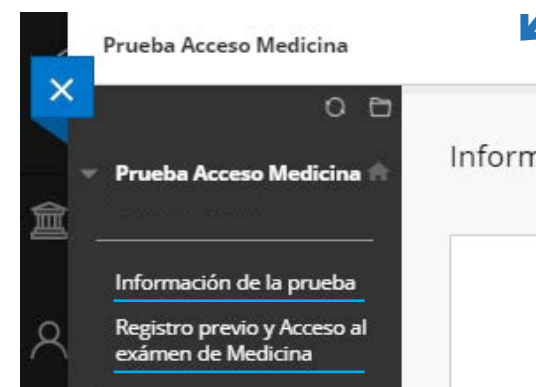 Prueba Acceso Medicina
Prueba Acceso Medicina
Inform
Información de la prueba
Registro previo y Acceso al
exámen de Medicina